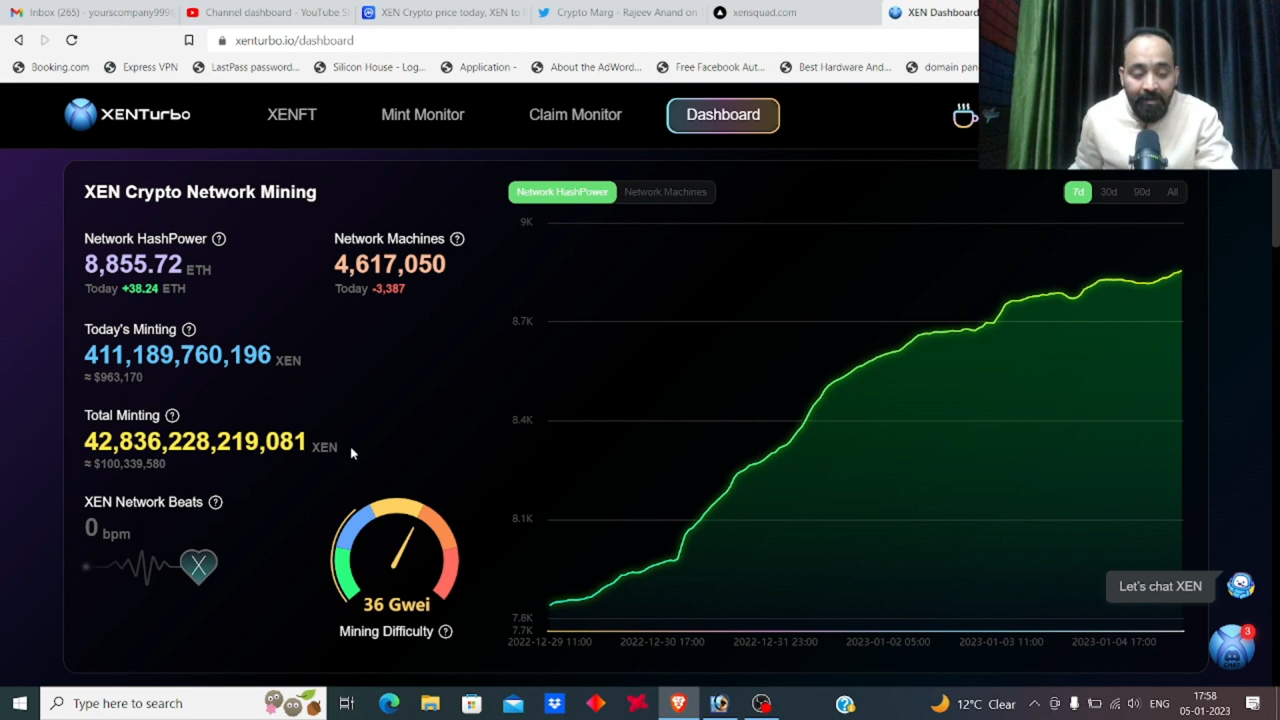 Inbox (265) - yourscompany999@
Channel dashboard - YouTube St
XEN Crypto price today, XEN to
Crypto Marg - Rajeev Anand on
xensquad.com
XEN Dashboard
xenturbo.io/dashboard
Booking.com
Express VPN
LastPass password...
Silicon House - Log...
Application -
About the AdWord...
Free Facebook Aut...
Best Hardware And...
domain pan
XENTurbo
XENFT
Mint Monitor
Claim Monitor
Dashboard
XEN Crypto Network Mining
Network HashPower ?
8,855.72 ETH
Today +38.24 ETH
Network Machines ?
4,617,050
Today -3,387
Today's Minting ?
411,189,760,196 XEN
≈ $963,170
Total Minting ?
42,836,228,219,081 XEN
≈ $100,339,580
XEN Network Beats ?
0 bpm
X
36 Gwei
Mining Difficulty ?
Network HashPower
Network Machines
7d
30d
90d
All
9K
8.7K
8.4K
8.1K
7.8K
7.7K
2022-12-29 11:00
2022-12-30 17:00
2022-12-31 23:00
2023-01-02 05:00
2023-01-03 11:00
2023-01-04 17:00
Let's chat XEN
3
CHAT
Type here to search
12°C Clear
ENG
17:58
05-01-2023